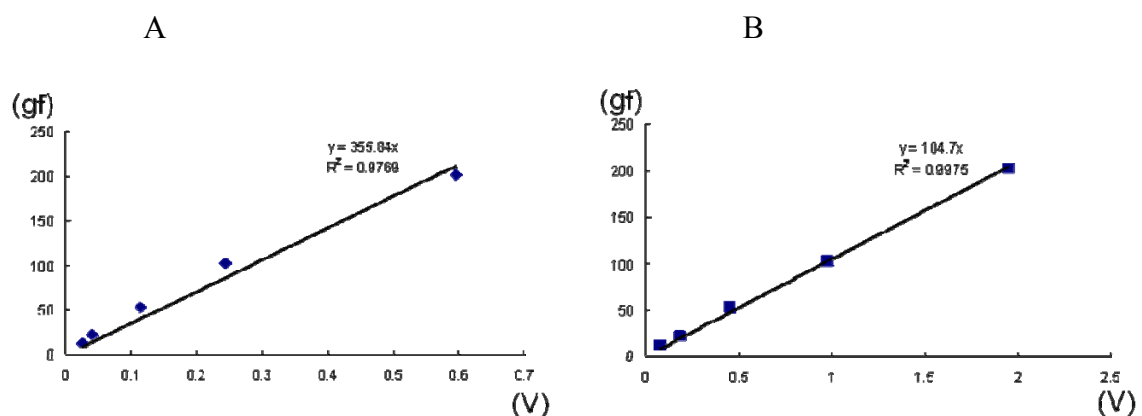 A
B
(gf)
250
200
150
100
50
0
y = 355.84x
R² = 0.9769
0 0.1 0.2 0.3 0.4 0.5 0.6 0.7
(V)
(gf)
250
200
150
100
50
0
y = 104.7x
R² = 0.9975
0 0.5 1 1.5 2 2.5
(V)